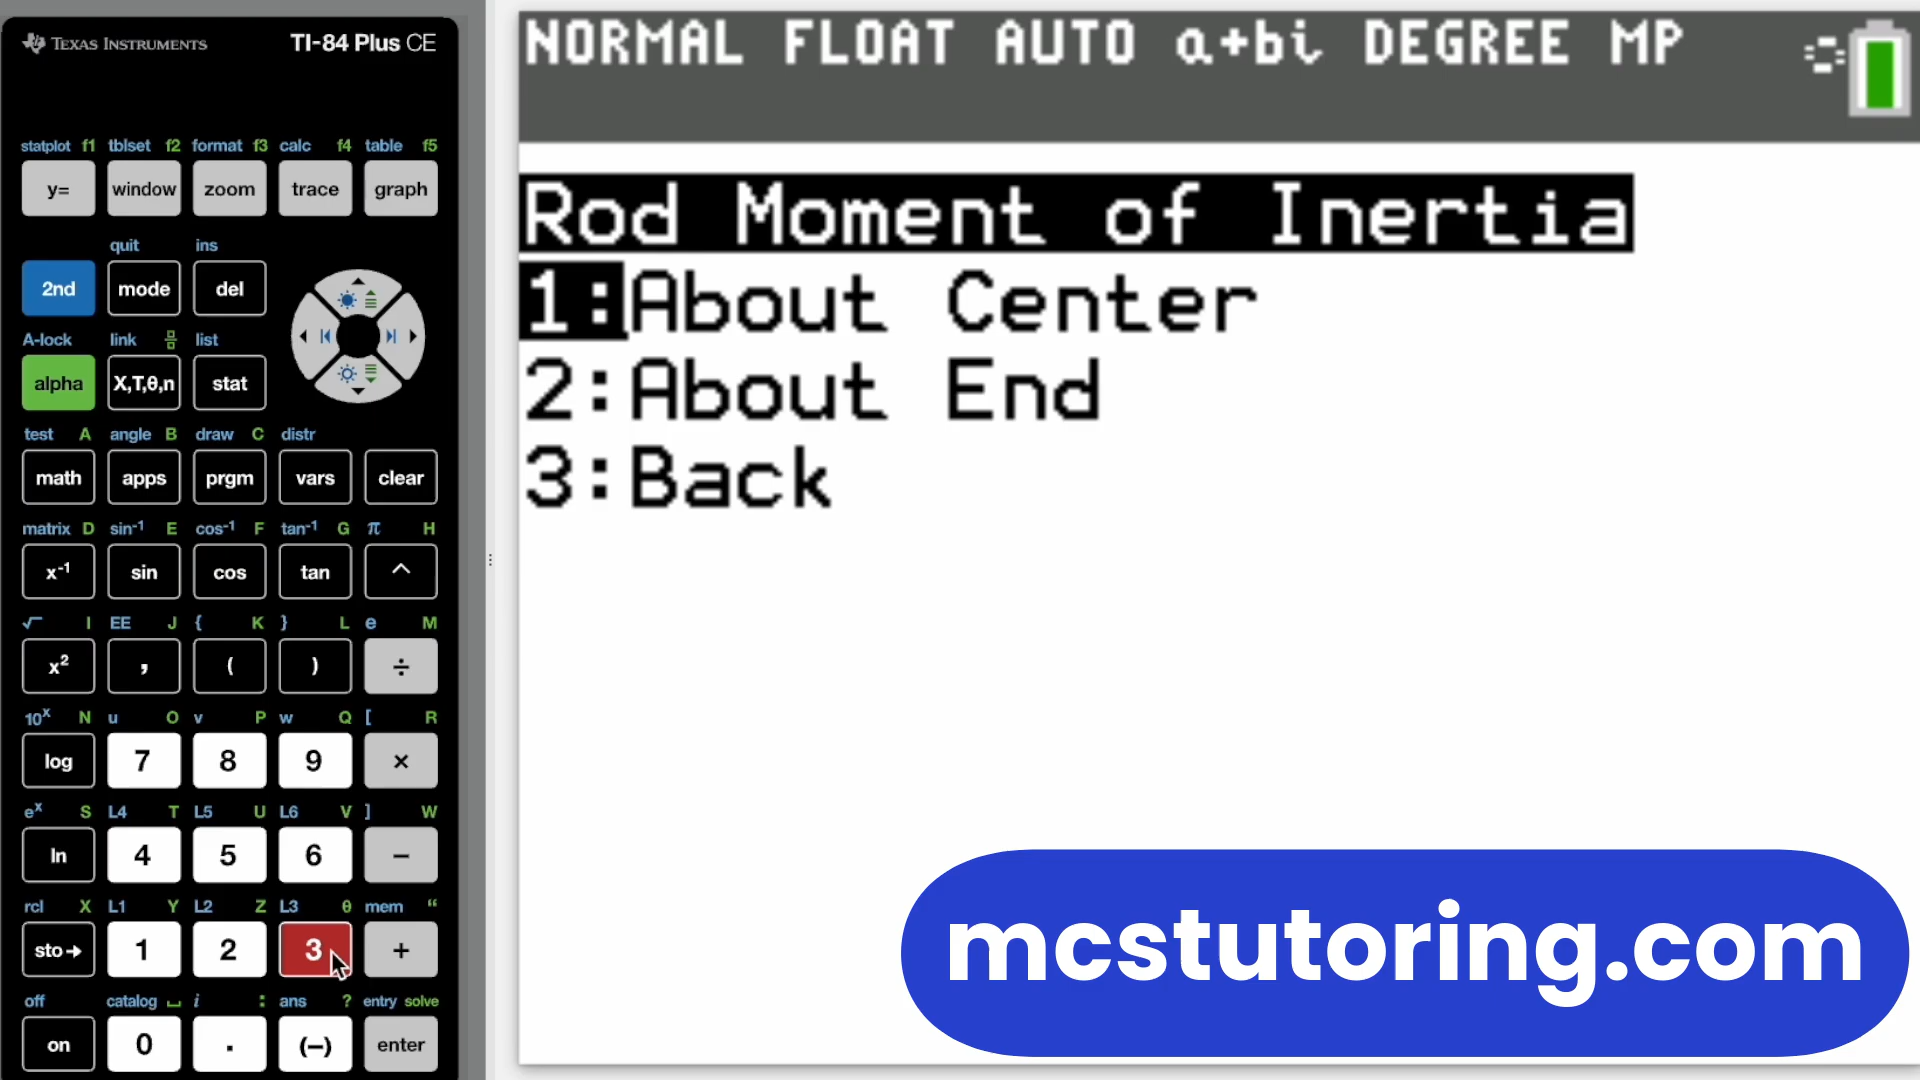 TEXAS INSTRUMENTS TI-84 Plus CE
statplot f1 tblset f2 format f3 calc f4 table f5
y= window zoom trace graph
quit ins
2nd mode del
A-lock link list
alpha X,T,θ,n stat
test A angle B draw C distr
math apps prgm vars clear
matrix D sin⁻¹ E cos⁻¹ F tan⁻¹ G π H
x⁻¹ sin cos tan ^
√ I EE J { K } L e M
x² , ( ) ÷
10ˣ N u O v P w Q [ R
log 7 8 9 ×
eˣ S L4 T L5 U L6 V ] W
ln 4 5 6 −
rcl X L1 Y L2 Z L3 θ mem “
sto→ 1 2 3 +
off catalog ⎵ i : ans ? entry solve
on 0 . (−) enter
NORMAL FLOAT AUTO a+bi DEGREE MP
Rod Moment of Inertia
1:About Center
2:About End
3:Back
mcstutoring.com